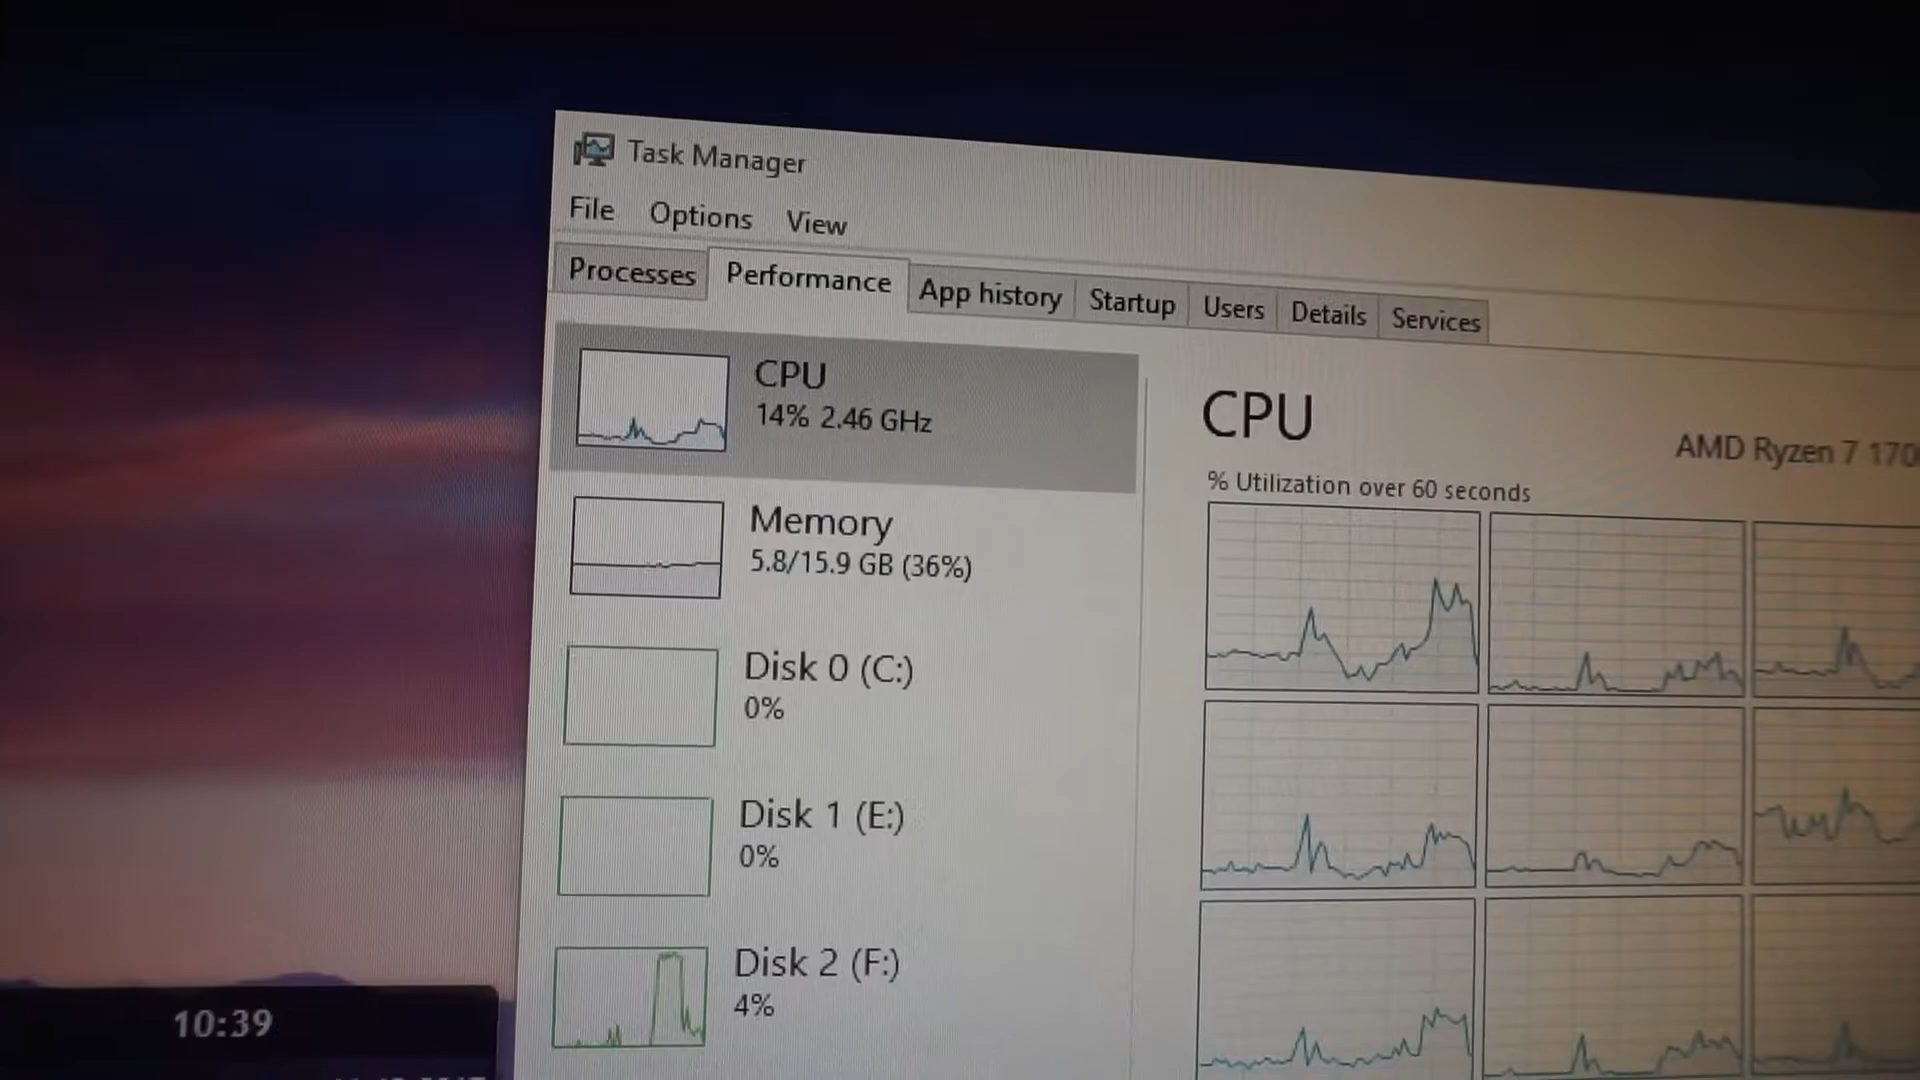 Task Manager
File Options View
Processes Performance App history Startup Users Details Services
CPU
14% 2.46 GHz
Memory
5.8/15.9 GB (36%)
Disk 0 (C:)
0%
Disk 1 (E:)
0%
Disk 2 (F:)
4%
CPU
AMD Ryzen 7 170
% Utilization over 60 seconds
10:39